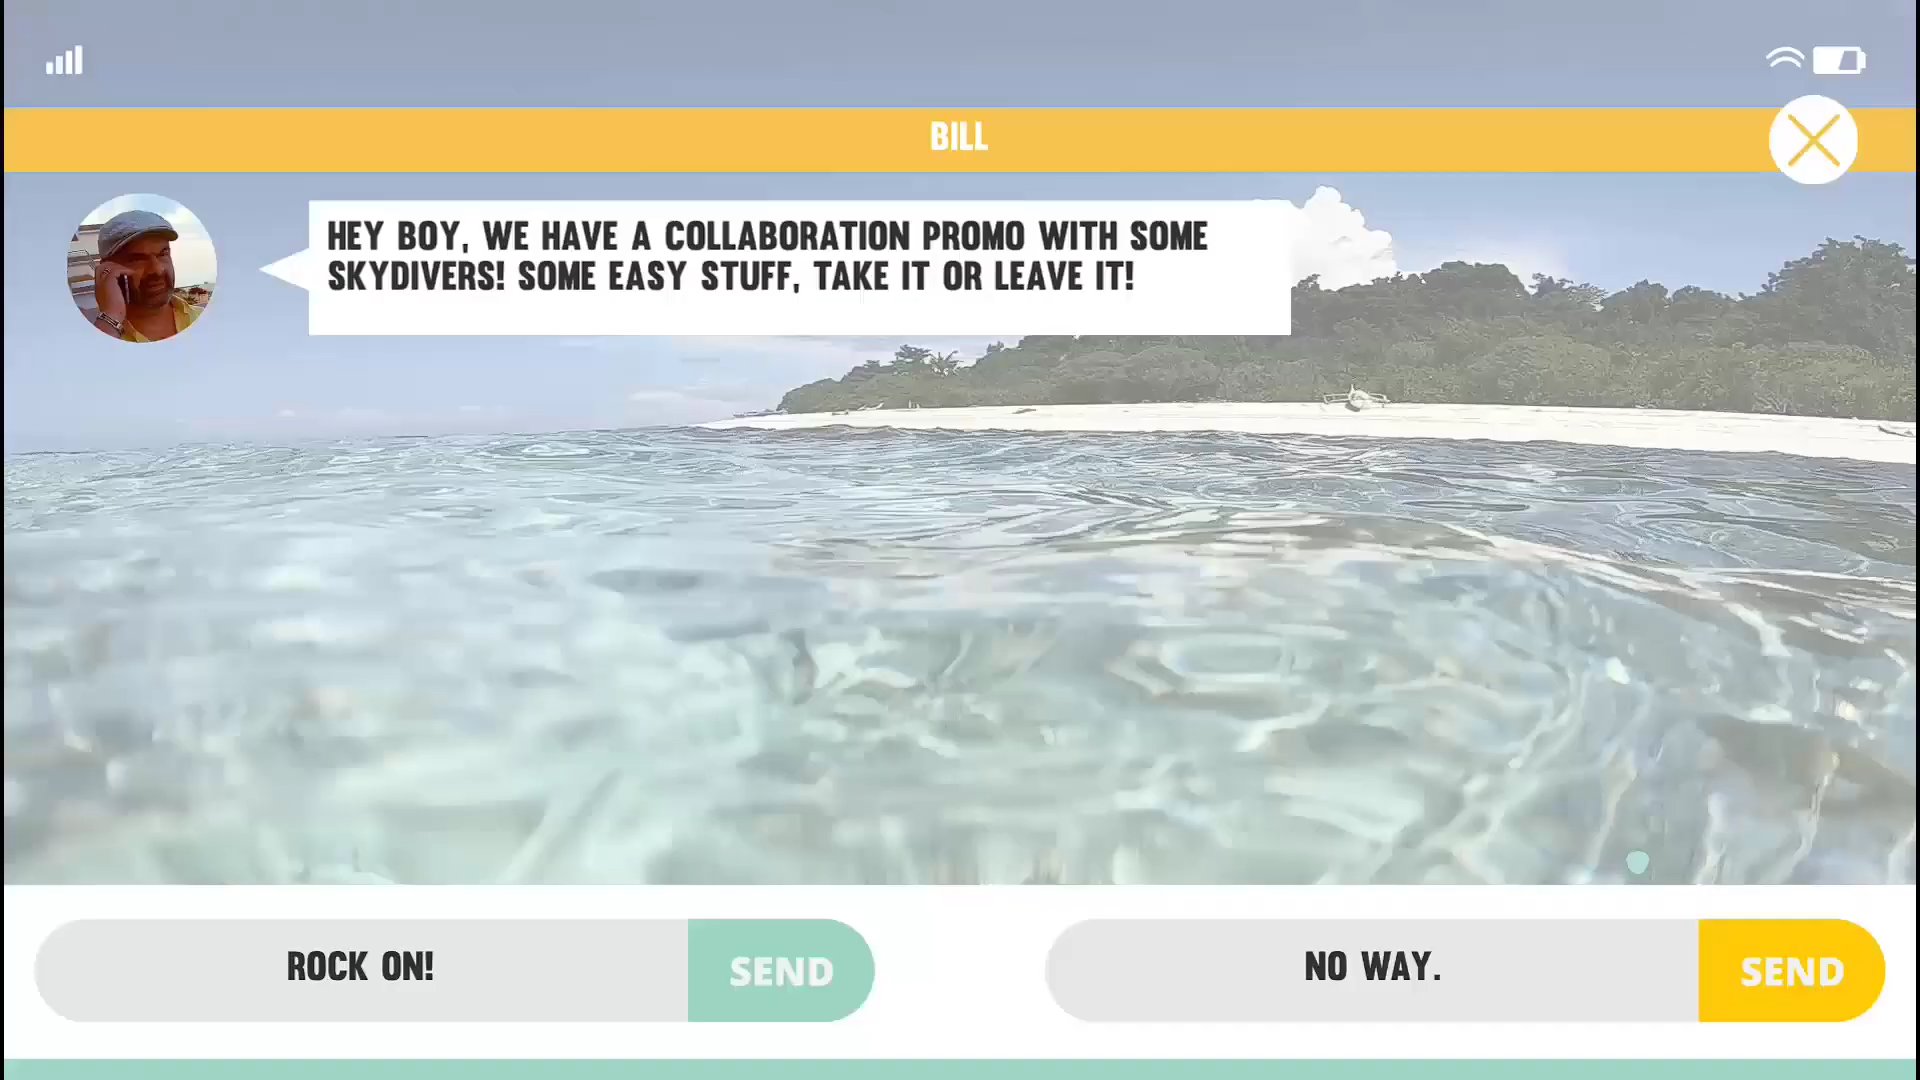 BILL
HEY BOY, WE HAVE A COLLABORATION PROMO WITH SOME
SKYDIVERS! SOME EASY STUFF, TAKE IT OR LEAVE IT!
ROCK ON!
SEND
NO WAY.
SEND